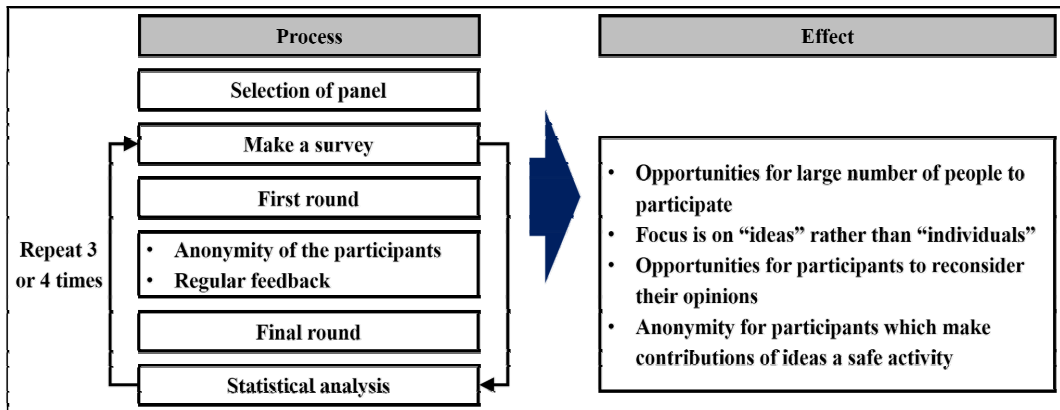 Process
Selection of panel
Make a survey
First round
• Anonymity of the participants
• Regular feedback
Final round
Statistical analysis
Repeat 3
or 4 times
Effect
• Opportunities for large number of people to
participate
• Focus is on “ideas” rather than “individuals”
• Opportunities for participants to reconsider
their opinions
• Anonymity for participants which make
contributions of ideas a safe activity